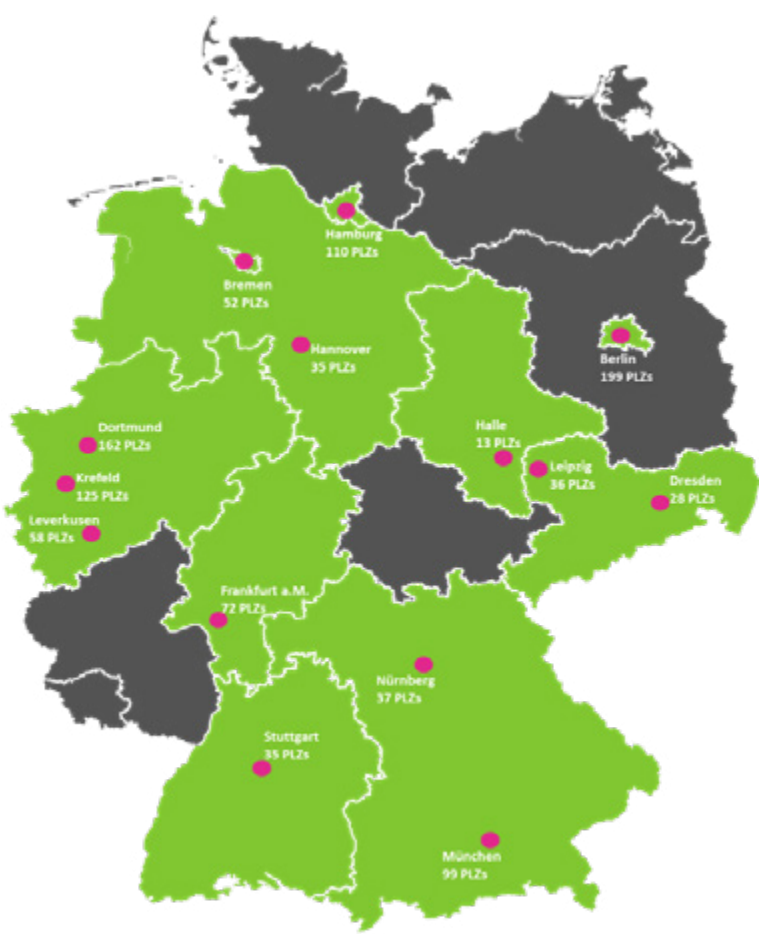 Hamburg
110 PLZs
Bremen
52 PLZs
Hannover
35 PLZs
Berlin
199 PLZs
Dortmund
162 PLZs
Halle
13 PLZs
Leipzig
36 PLZs
Krefeld
125 PLZs
Dresden
28 PLZs
Leverkusen
58 PLZs
Frankfurt a.M.
72 PLZs
Nürnberg
37 PLZs
Stuttgart
35 PLZs
München
99 PLZs